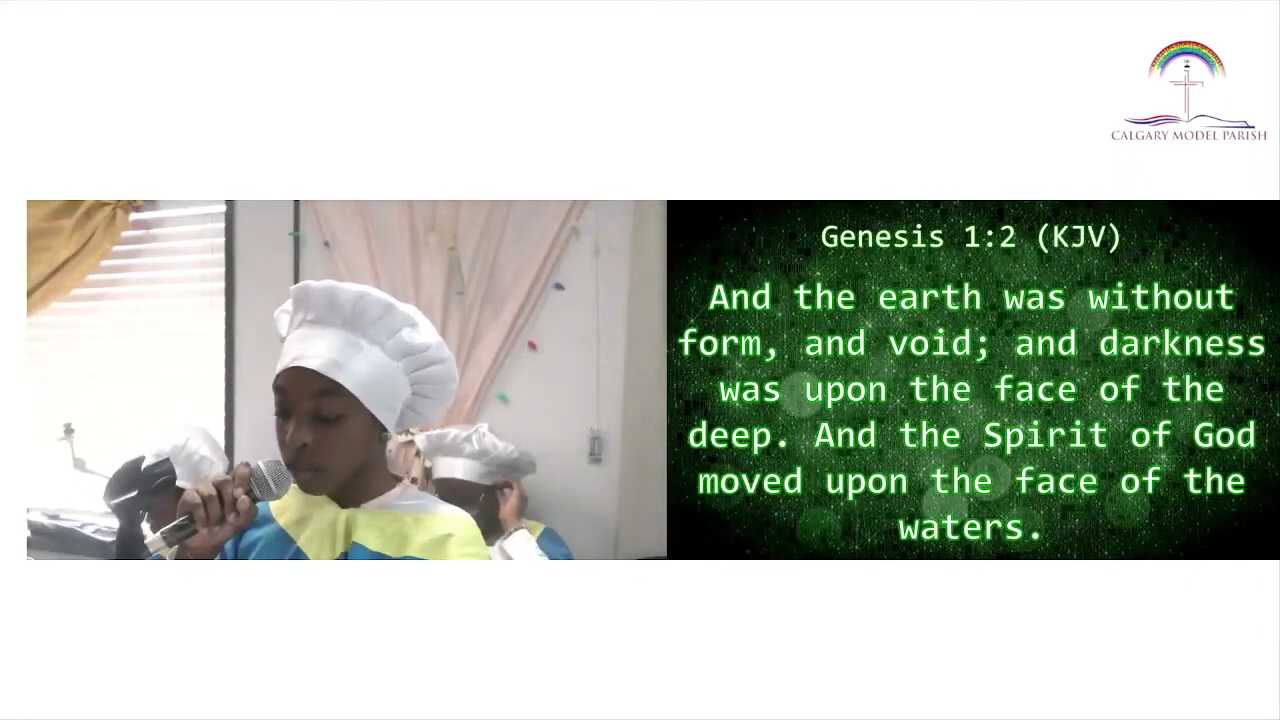 CALGARY MODEL PARISH
Genesis 1:2 (KJV)
And the earth was without
form, and void; and darkness
was upon the face of the
deep. And the Spirit of God
moved upon the face of the
waters.